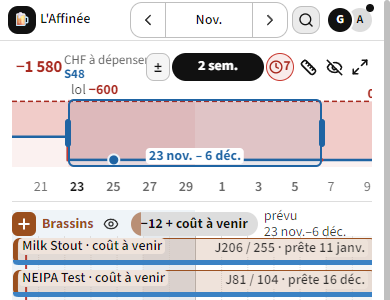 L'Affinée
Nov.
G
A
−1 580
CHF à dépenser
S48
lol −600
±
2 sem.
7
23 nov. – 6 déc.
21 23 25 27 29 1 3 5 7 9
Brassins
−12 + coût à venir
prévu
23 nov.–6 déc.
Milk Stout · coût à venir
J206 / 255 · prête 11 janv.
NEIPA Test · coût à venir
J81 / 104 · prête 16 déc.